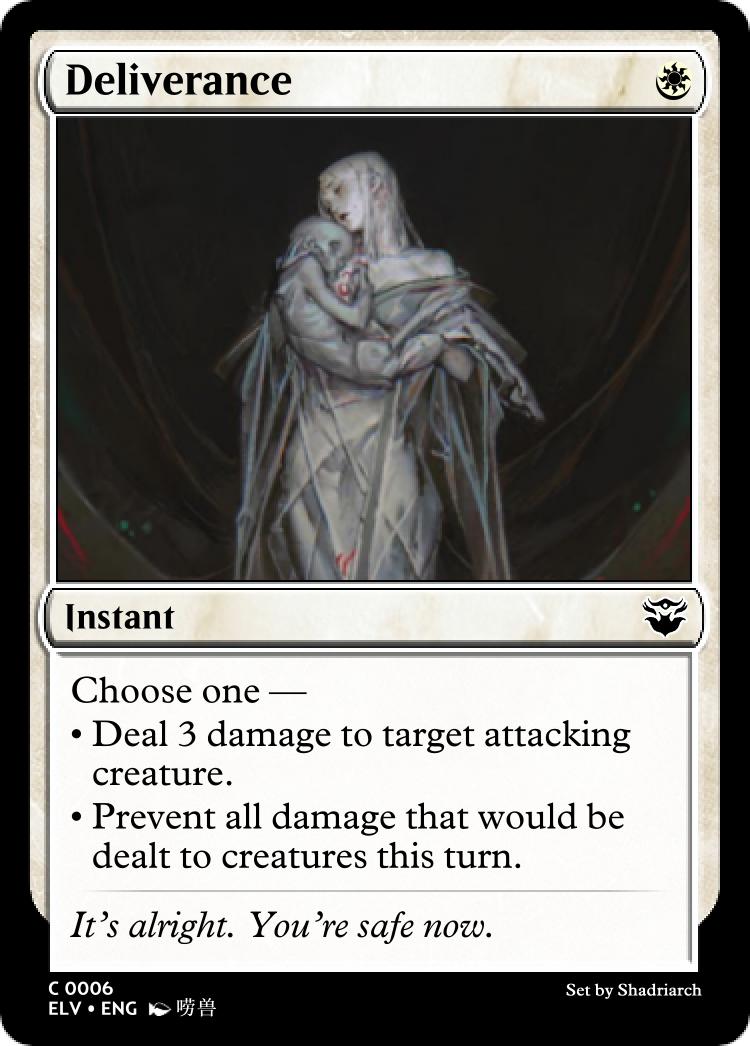 Deliverance
Instant
Choose one —
• Deal 3 damage to target attacking
creature.
• Prevent all damage that would be
dealt to creatures this turn.
It's alright. You're safe now.
C 0006
Set by Shadriarch
ELV • ENG 唠兽